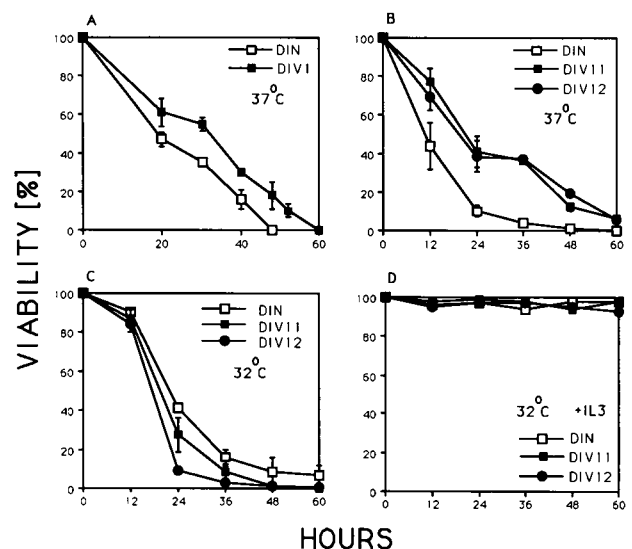 A
DIN
DIV1
37°C
100
80
60
40
20
0
0 20 40 60
B
DIN
DIV11
DIV12
37°C
100
80
60
40
20
0
0 12 24 36 48 60
VIABILITY [%]
C
DIN
DIV11
DIV12
32°C
100
80
60
40
20
0
0 12 24 36 48 60
D
32°C +IL3
DIN
DIV11
DIV12
100
80
60
40
20
0
0 12 24 36 48 60
HOURS